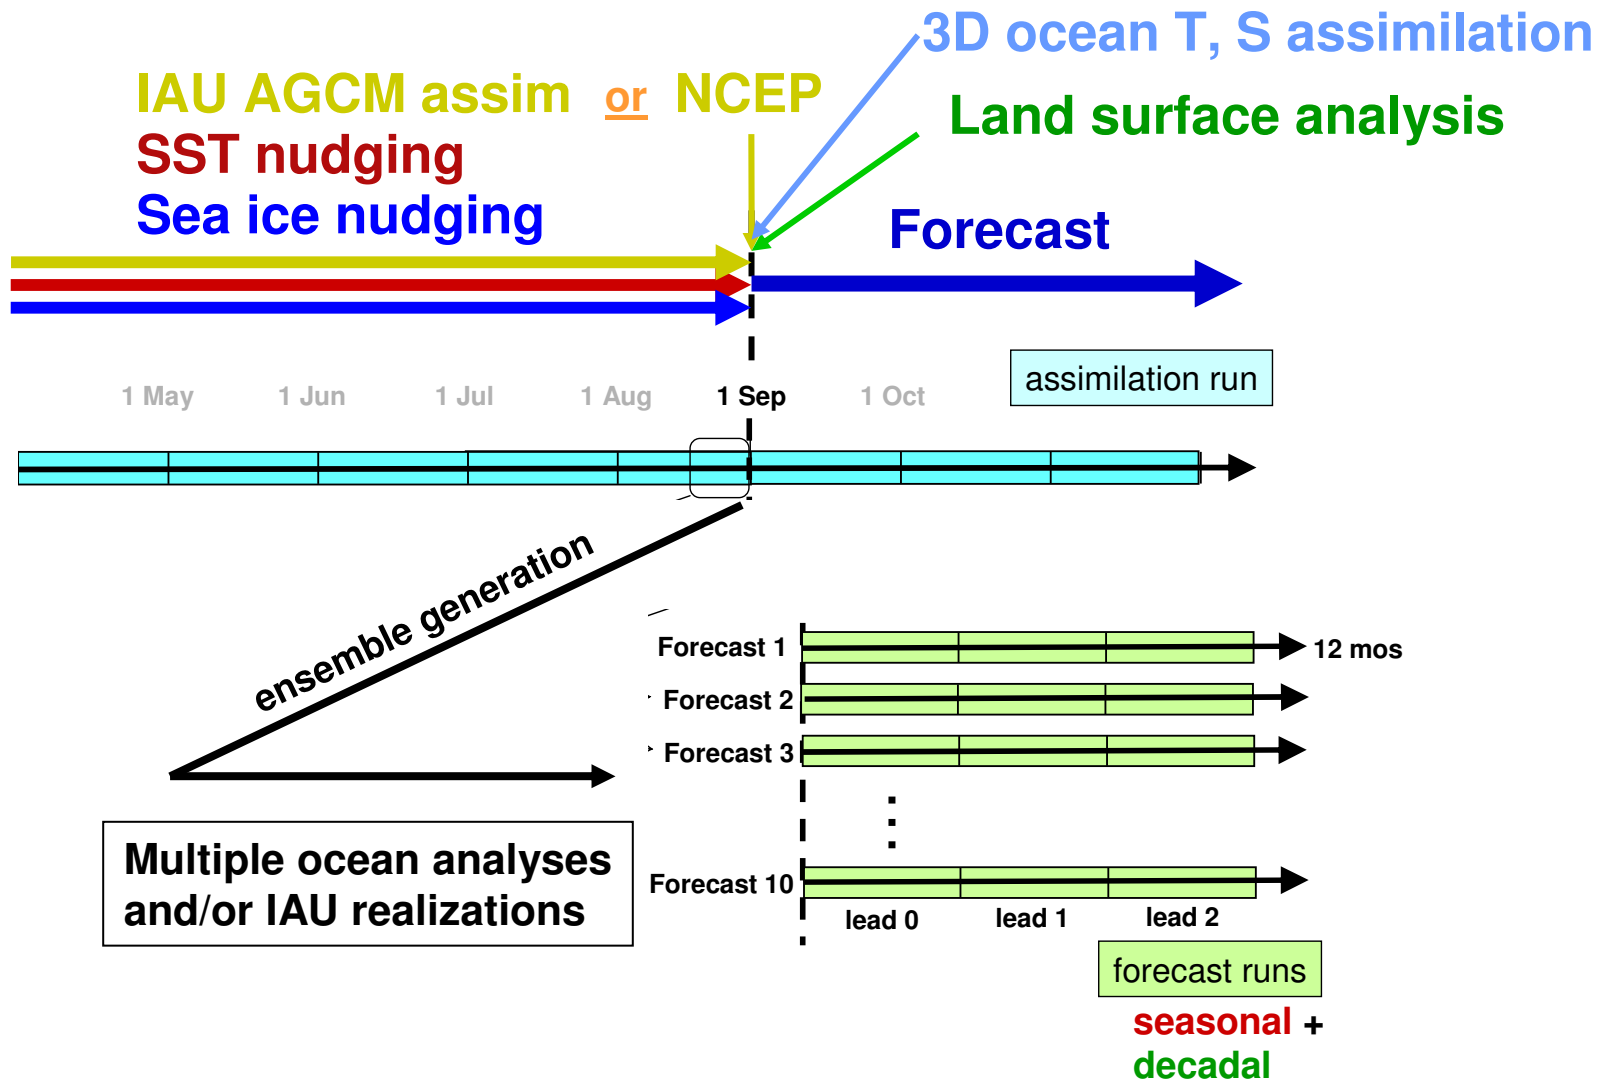 3D ocean T, S assimilation
IAU AGCM assim or NCEP
Land surface analysis
SST nudging
Sea ice nudging
Forecast
assimilation run
1 May 1 Jun 1 Jul 1 Aug 1 Sep 1 Oct
ensemble generation
Forecast 1
12 mos
Forecast 2
Forecast 3
Multiple ocean analyses
and/or IAU realizations
Forecast 10
lead 0 lead 1 lead 2
forecast runs
seasonal +
decadal